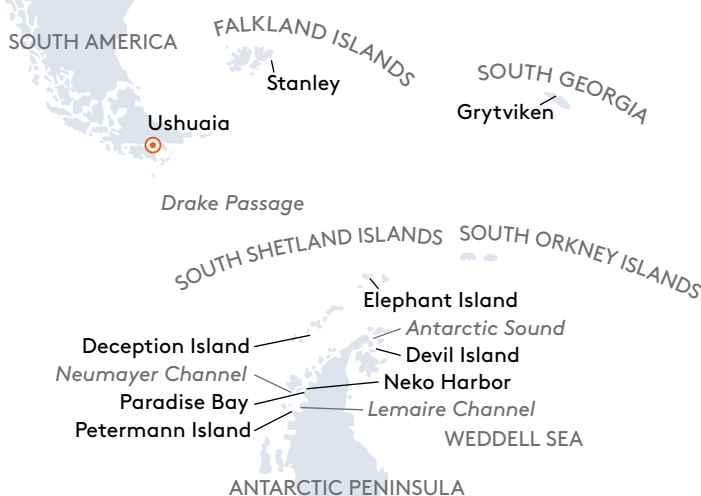 SOUTH AMERICA
FALKLAND ISLANDS
Stanley
SOUTH GEORGIA
Grytviken
Ushuaia
Drake Passage
SOUTH SHETLAND ISLANDS
SOUTH ORKNEY ISLANDS
Elephant Island
Antarctic Sound
Deception Island
Devil Island
Neumayer Channel
Neko Harbor
Paradise Bay
Lemaire Channel
Petermann Island
WEDDELL SEA
ANTARCTIC PENINSULA